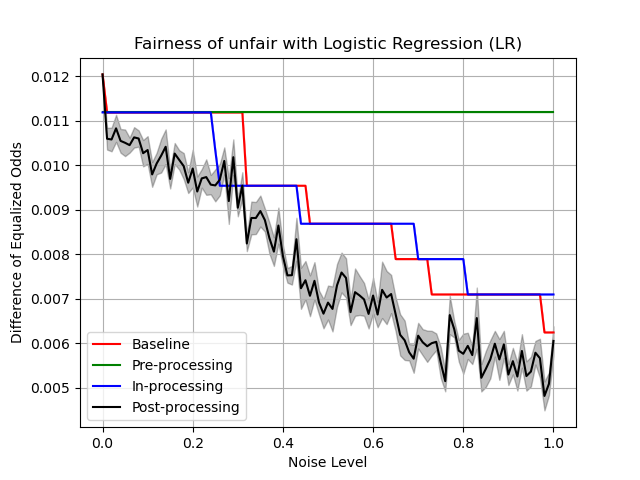 Fairness of unfair with Logistic Regression (LR)
Difference of Equalized Odds
0.012
0.011
0.010
0.009
0.008
0.007
0.006
0.005
Baseline
Pre-processing
In-processing
Post-processing
0.0 0.2 0.4 0.6 0.8 1.0
Noise Level